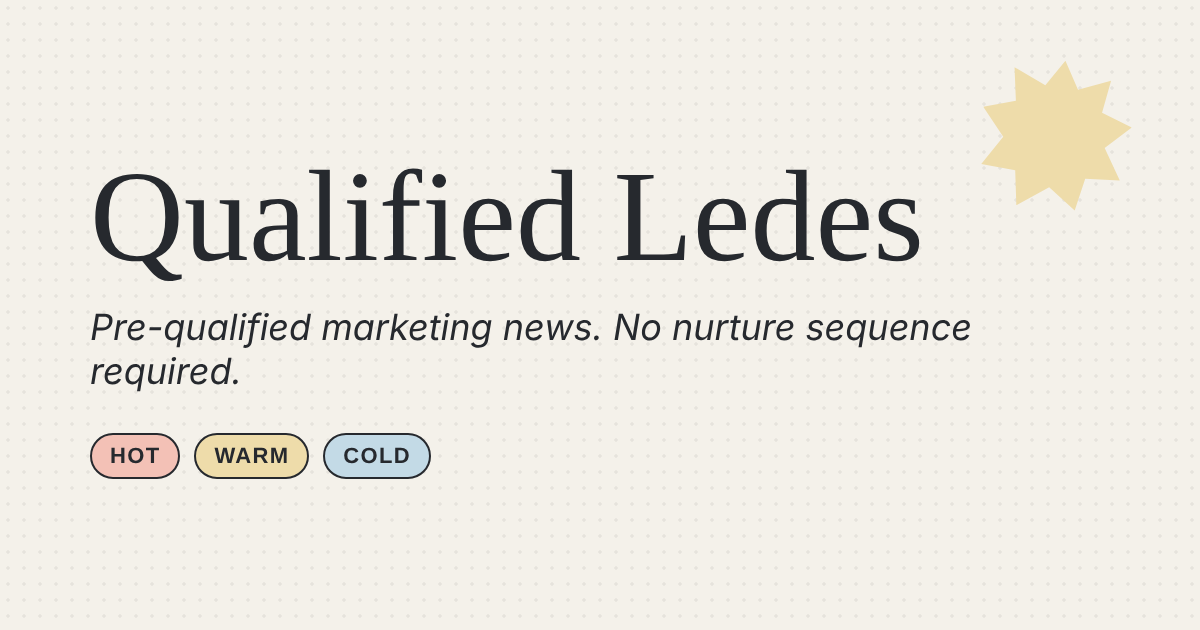 Qualified Ledes
Pre-qualified marketing news. No nurture sequence
required.
HOT WARM COLD